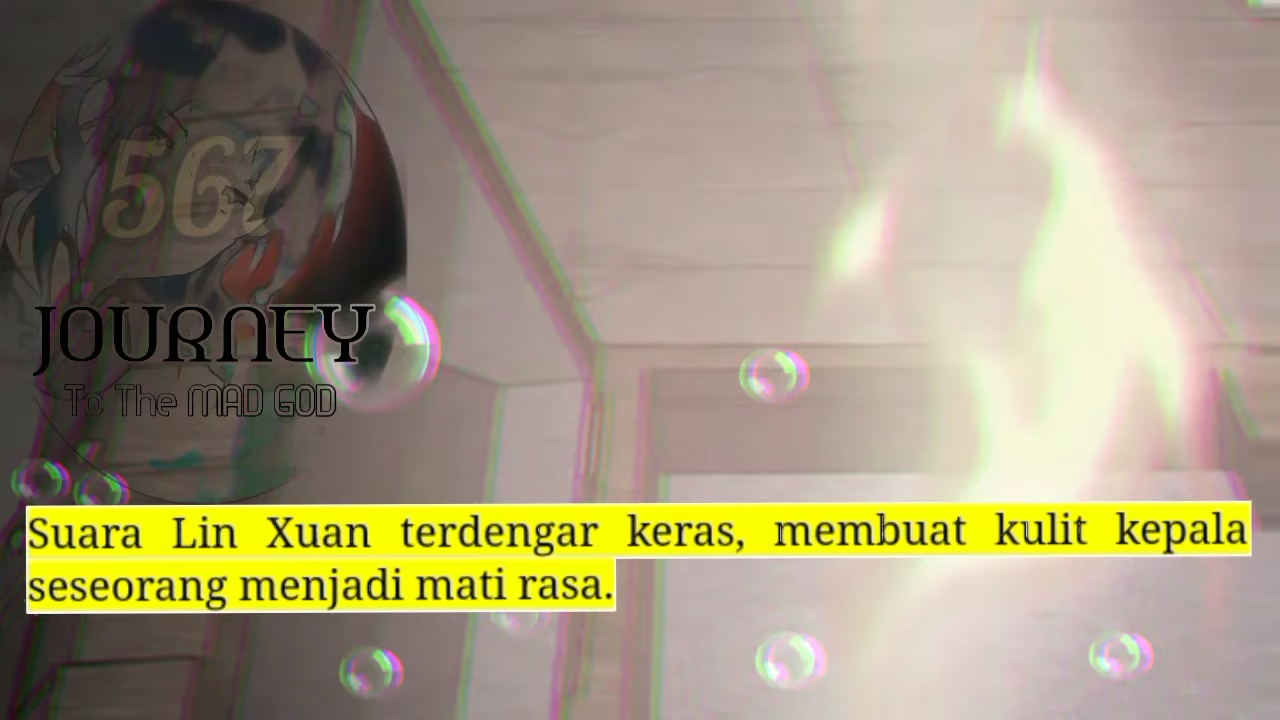 567
JOURNEY
To The MAD GOD
Suara Lin Xuan terdengar keras, membuat kulit kepala
seseorang menjadi mati rasa.